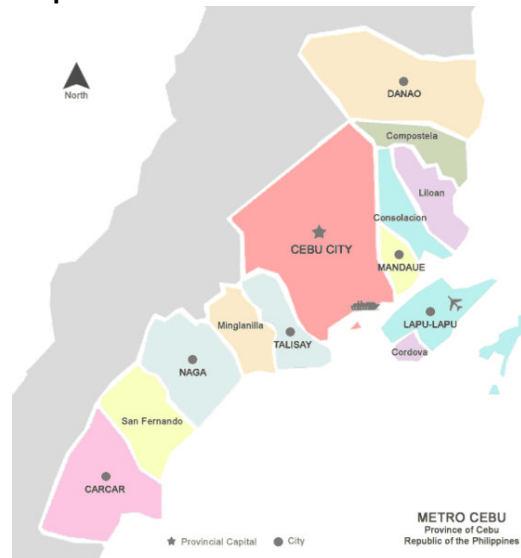 North
DANAO
Compostela
Liloan
Consolacion
CEBU CITY
MANDAUE
LAPU-LAPU
Cordova
Minglanilla
TALISAY
NAGA
San Fernando
CARCAR
METRO CEBU
Province of Cebu
Republic of the Philippines
Provincial Capital
City